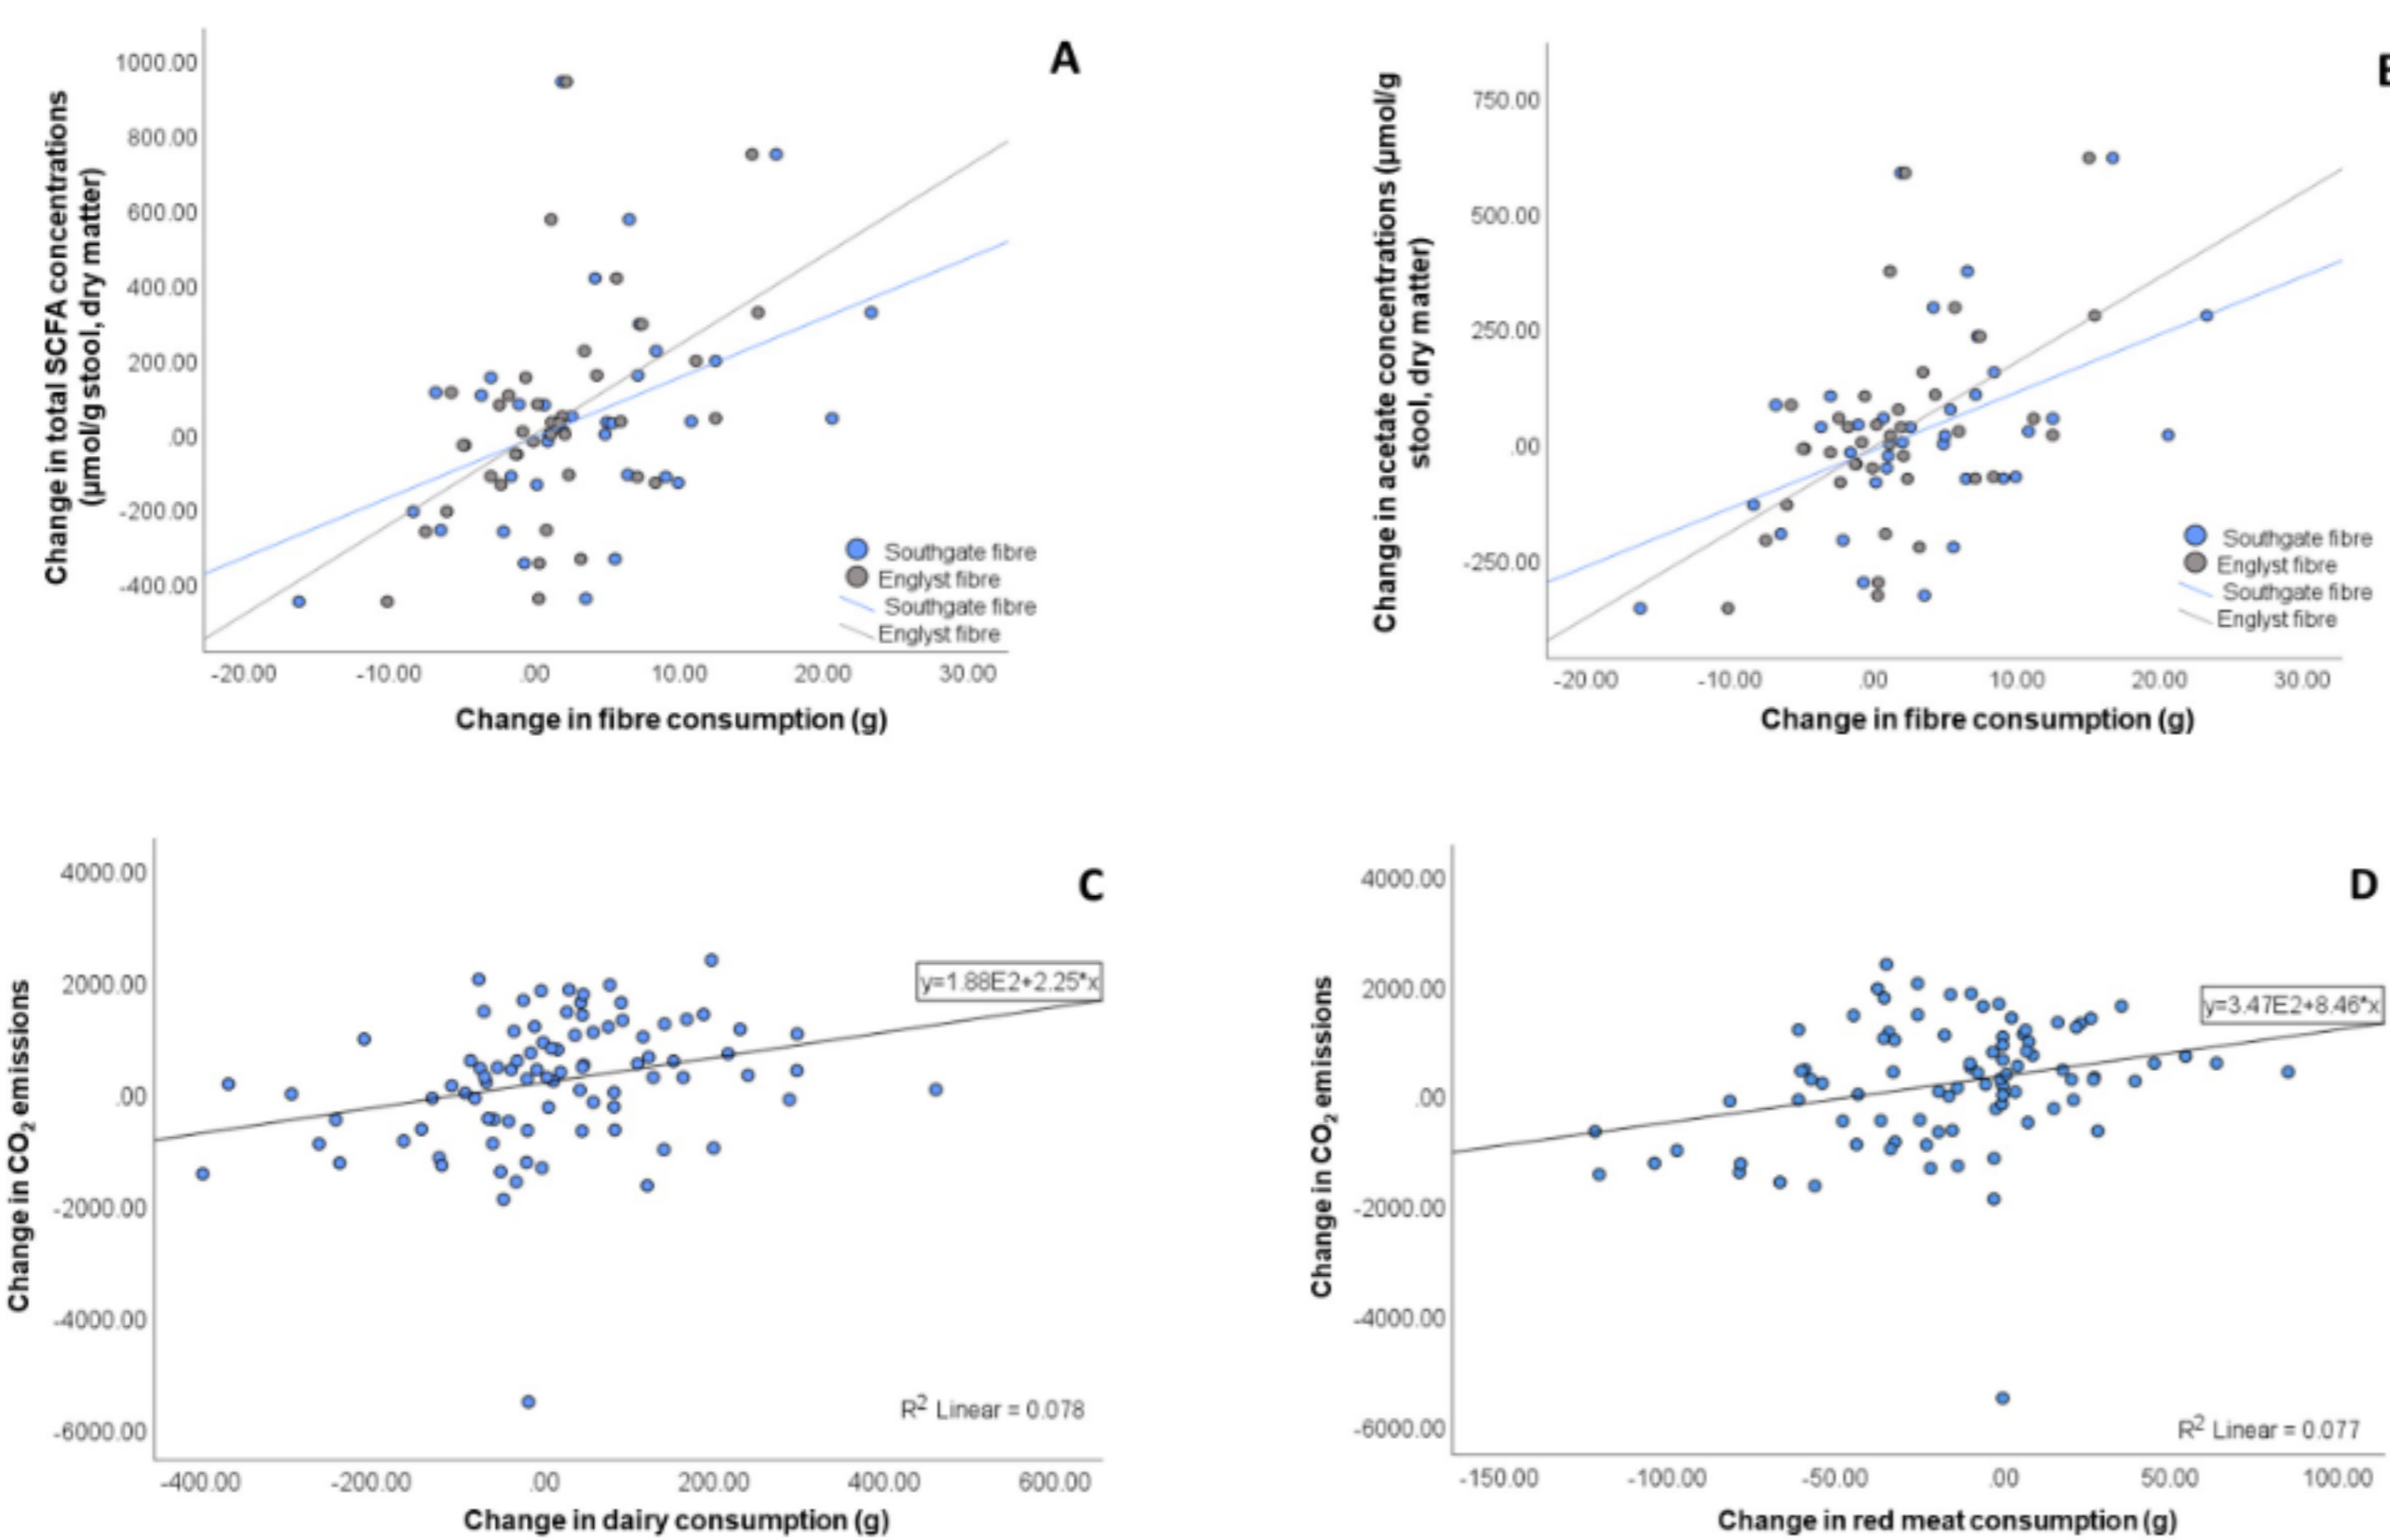 A
Change in total SCFA concentrations
(µmol/g stool, dry matter)
1000.00
800.00
600.00
400.00
200.00
.00
-200.00
-400.00
Southgate fibre
Englyst fibre
Southgate fibre
Englyst fibre
-20.00 -10.00 .00 10.00 20.00 30.00
Change in fibre consumption (g)
Change in acetate concentrations (µmol/g
stool, dry matter)
750.00
500.00
250.00
.00
-250.00
Southgate fibre
Englyst fibre
Southgate fibre
Englyst fibre
-20.00 -10.00 .00 10.00 20.00 30.00
Change in fibre consumption (g)
C
Change in CO2 emissions
4000.00
2000.00
.00
-2000.00
-4000.00
-6000.00
y=1.88E2+2.25*x
R2 Linear = 0.078
-400.00 -200.00 .00 200.00 400.00 600.00
Change in dairy consumption (g)
D
Change in CO2 emissions
4000.00
2000.00
.00
-2000.00
-4000.00
-6000.00
y=3.47E2+8.46*x
R2 Linear = 0.077
-150.00 -100.00 -50.00 .00 50.00 100.00
Change in red meat consumption (g)